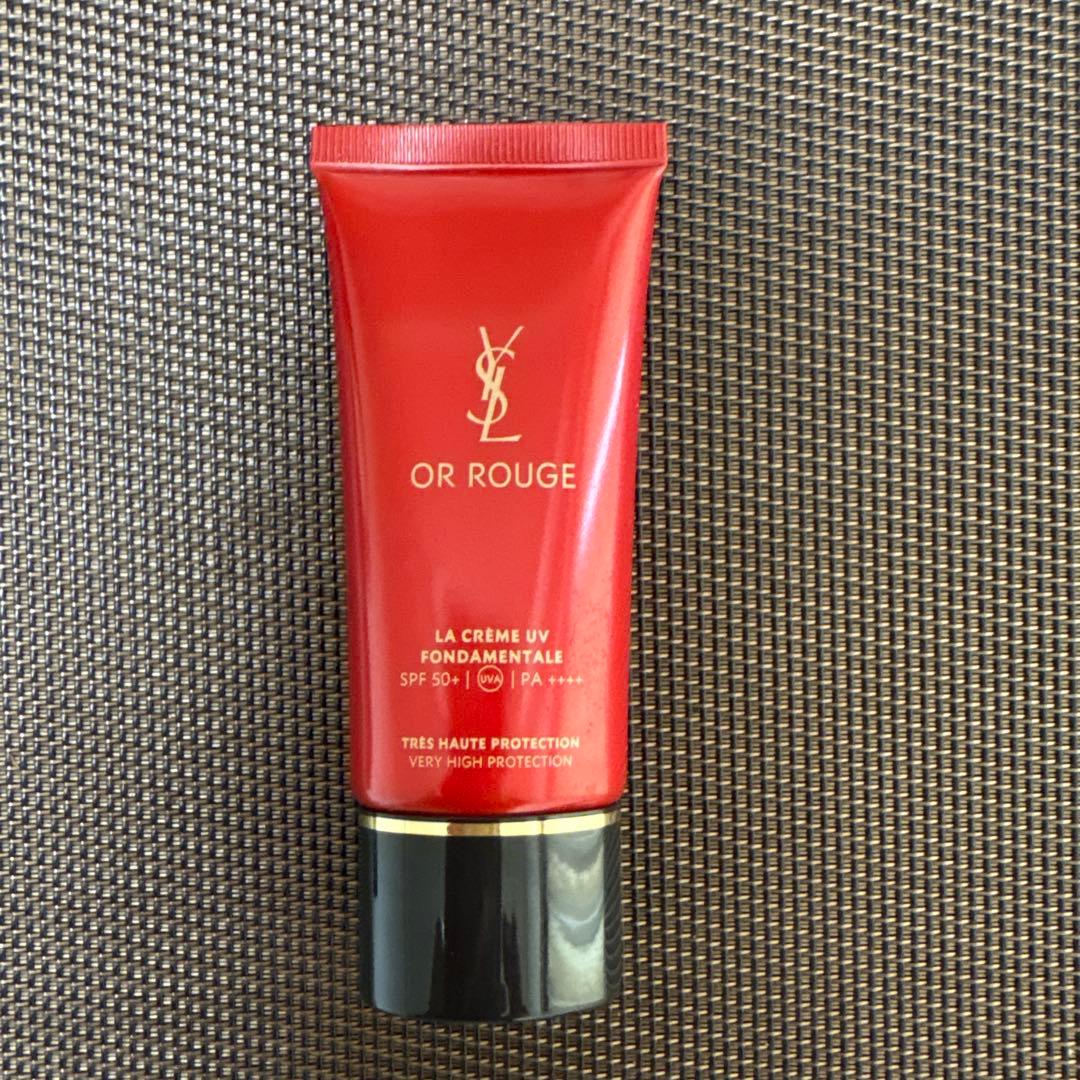 YSL
OR ROUGE
LA CRÈME UV
FONDAMENTALE
SPF 50+ | UVA | PA ++++
TRÈS HAUTE PROTECTION
VERY HIGH PROTECTION